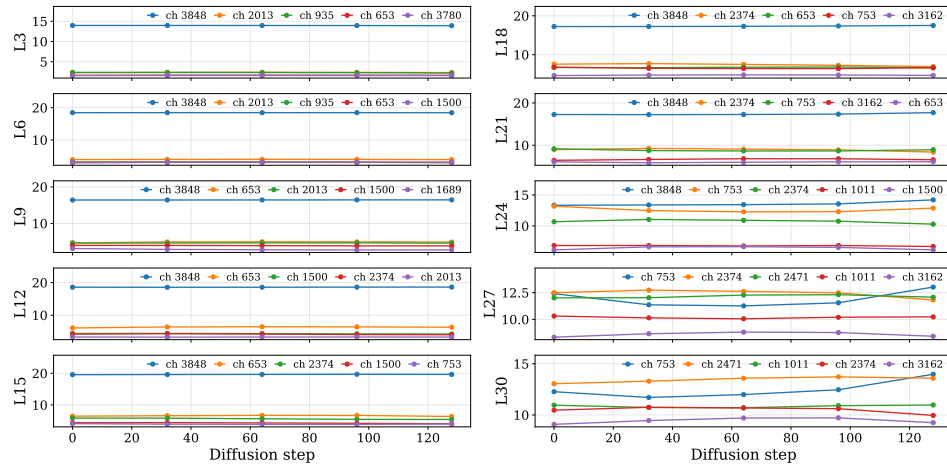 L3
15
10
5
ch 3848 ch 2013 ch 935 ch 653 ch 3780
L6
20
10
ch 3848 ch 2013 ch 935 ch 653 ch 1500
L9
20
10
ch 3848 ch 653 ch 2013 ch 1500 ch 1689
L12
20
10
ch 3848 ch 653 ch 1500 ch 2374 ch 2013
L15
20
10
ch 3848 ch 653 ch 2374 ch 1500 ch 753
0 20 40 60 80 100 120
Diffusion step
L18
20
10
ch 3848 ch 2374 ch 653 ch 753 ch 3162
L21
20
10
ch 3848 ch 2374 ch 753 ch 3162 ch 653
L24
15
10
ch 3848 ch 753 ch 2374 ch 1011 ch 1500
L27
12.5
10.0
ch 753 ch 2374 ch 2471 ch 1011 ch 3162
L30
15
10
ch 753 ch 2471 ch 1011 ch 2374 ch 3162
0 20 40 60 80 100 120
Diffusion step